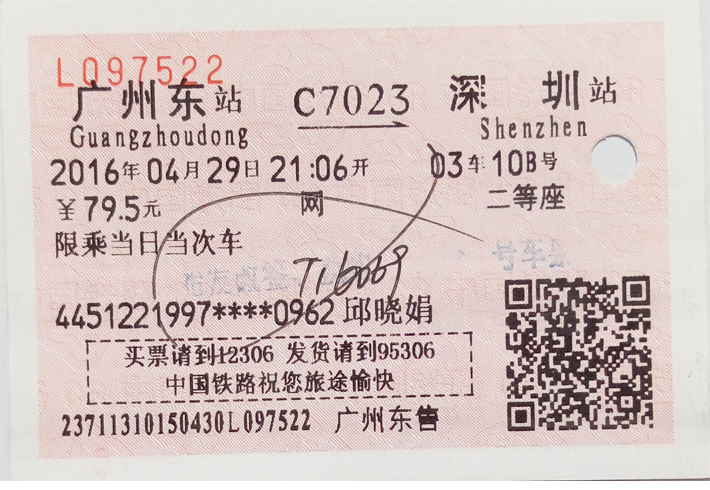 L097522
广州东站 C7023 深圳站
Guangzhoudong Shenzhen
2016年04月29日21:06开 03车10B号
¥79.5元 网 二等座
限乘当日当次车
4451221997****0962邱晓娟
买票请到12306 发货请到95306
中国铁路祝您旅途愉快
23711310150430L097522 广州东售